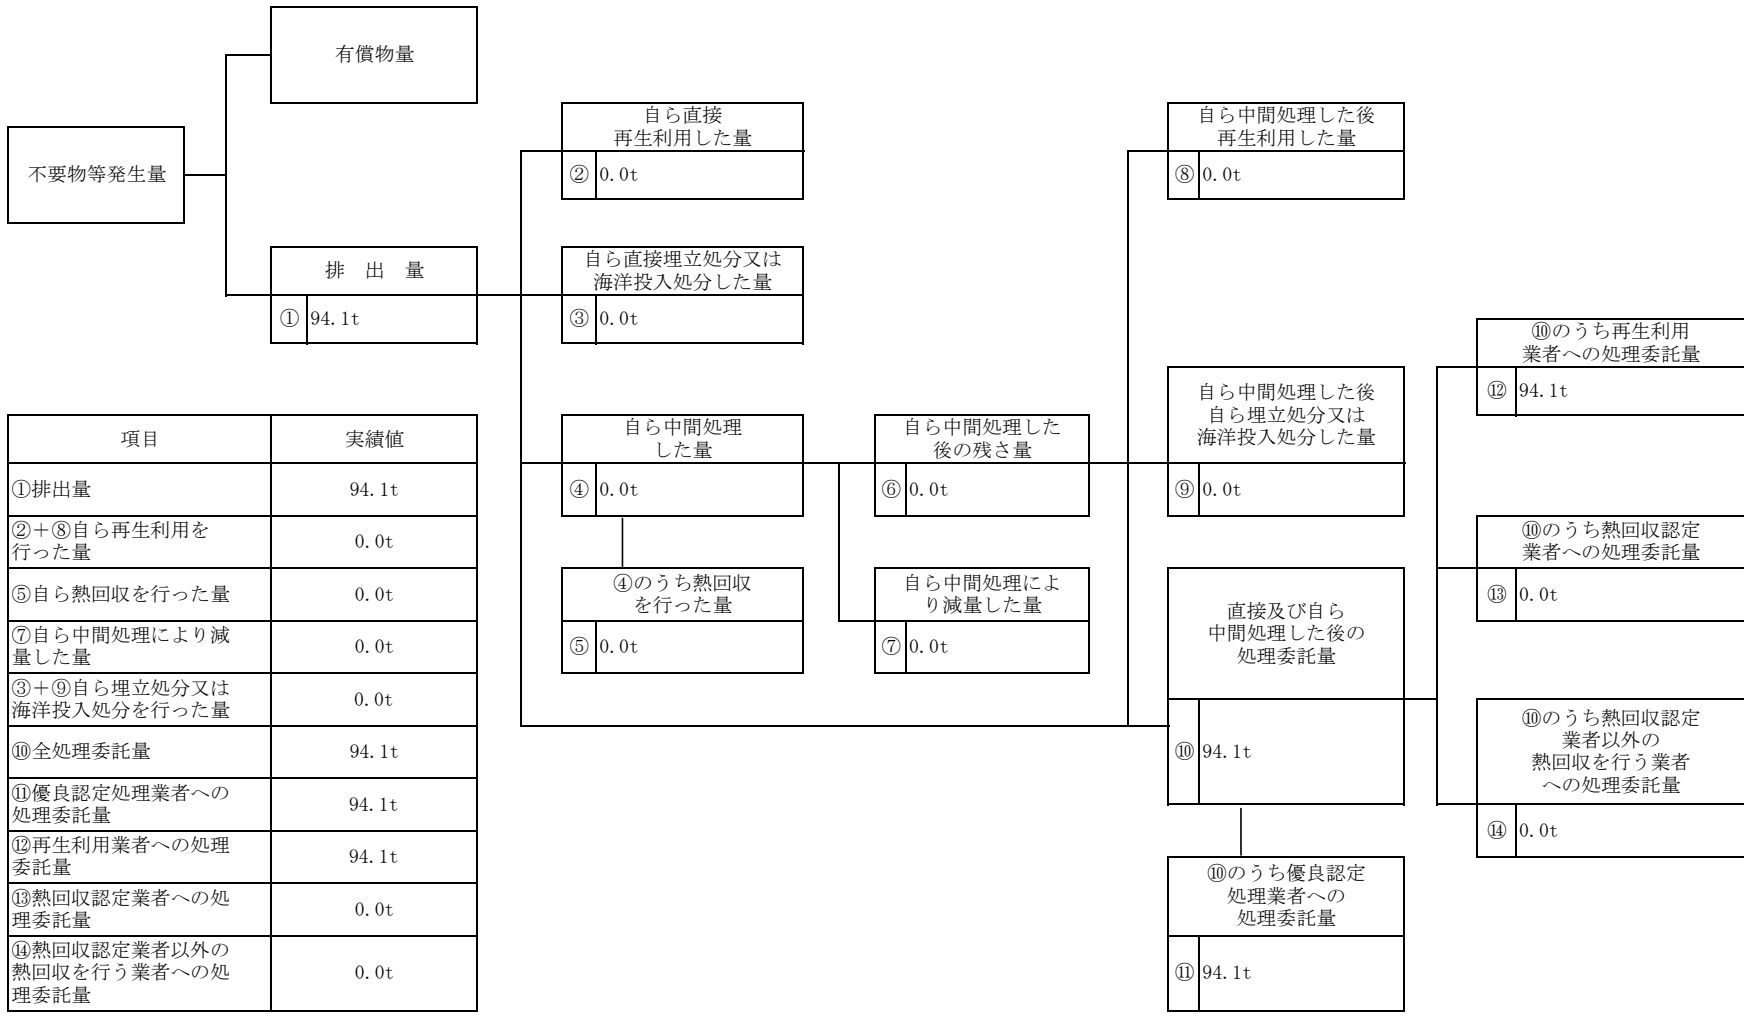 有償物量
不要物等発生量
排　出　量
① 94.1t
自ら直接
再生利用した量
② 0.0t
自ら直接埋立処分又は
海洋投入処分した量
③ 0.0t
自ら中間処理
した量
④ 0.0t
④のうち熱回収
を行った量
⑤ 0.0t
自ら中間処理した
後の残さ量
⑥ 0.0t
自ら中間処理によ
り減量した量
⑦ 0.0t
自ら中間処理した後
再生利用した量
⑧ 0.0t
自ら中間処理した後
自ら埋立処分又は
海洋投入処分した量
⑨ 0.0t
直接及び自ら
中間処理した後の
処理委託量
⑩ 94.1t
⑩のうち優良認定
処理業者への
処理委託量
⑪ 94.1t
⑩のうち再生利用
業者への処理委託量
⑫ 94.1t
⑩のうち熱回収認定
業者への処理委託量
⑬ 0.0t
⑩のうち熱回収認定
業者以外の
熱回収を行う業者
への処理委託量
⑭ 0.0t
項目 実績値
①排出量 94.1t
②＋⑧自ら再生利用を
行った量 0.0t
⑤自ら熱回収を行った量 0.0t
⑦自ら中間処理により減
量した量 0.0t
③＋⑨自ら埋立処分又は
海洋投入処分を行った量 0.0t
⑩全処理委託量 94.1t
⑪優良認定処理業者への
処理委託量 94.1t
⑫再生利用業者への処理
委託量 94.1t
⑬熱回収認定業者への処
理委託量 0.0t
⑭熱回収認定業者以外の
熱回収を行う業者への処
理委託量 0.0t